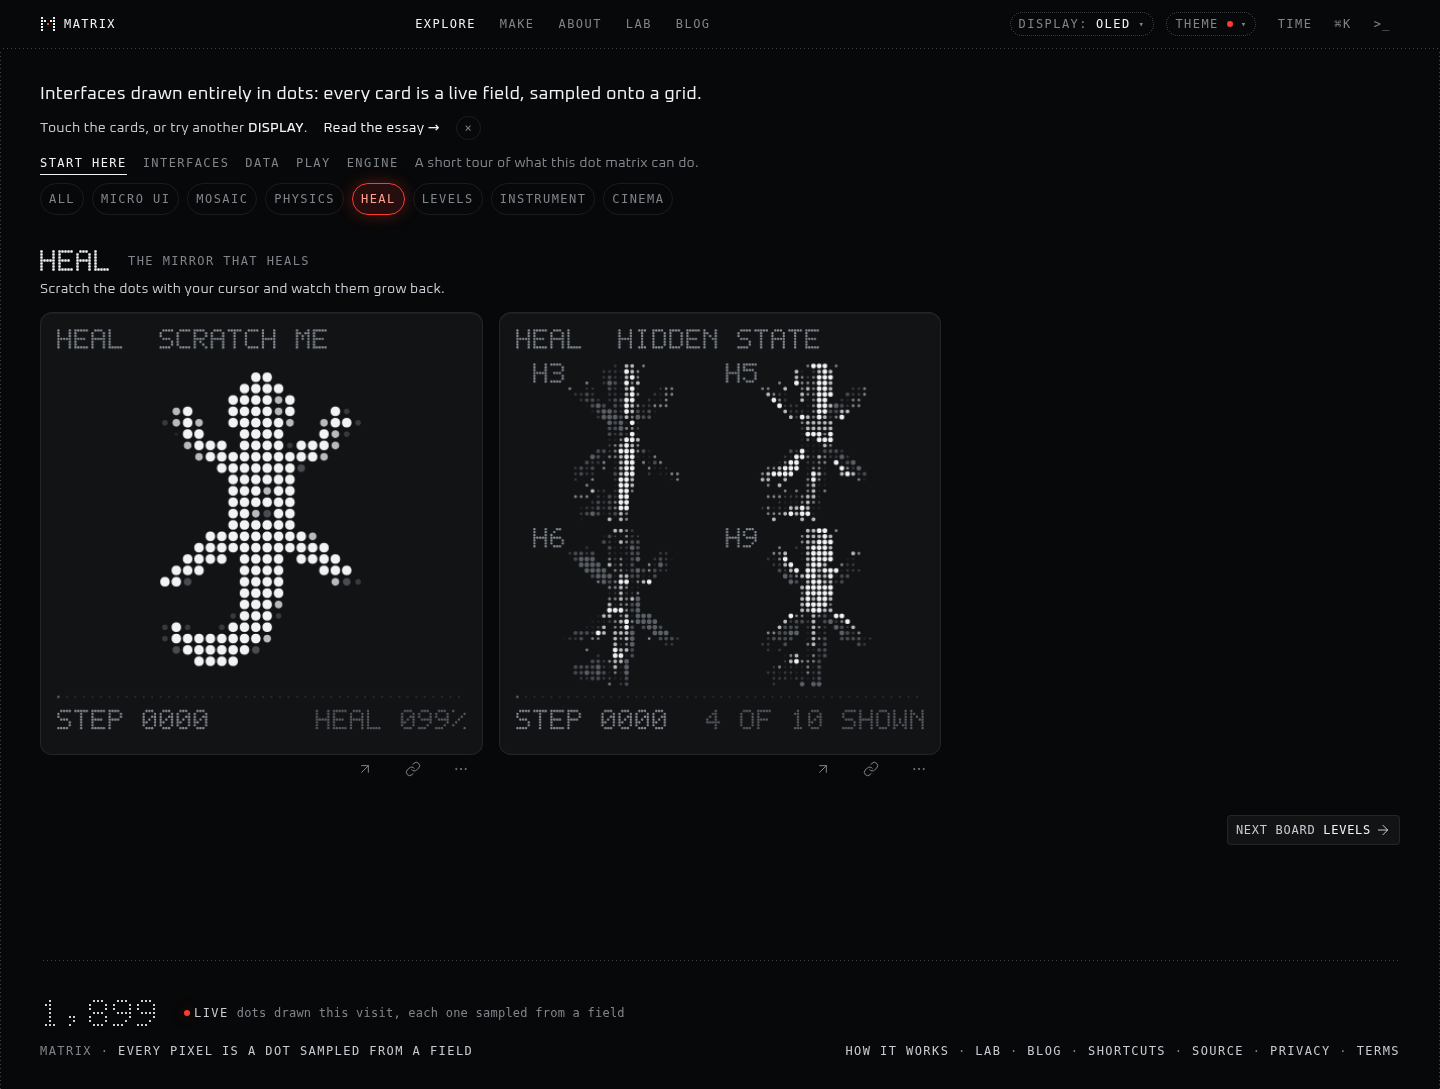 MATRIX EXPLORE MAKE ABOUT LAB BLOG DISPLAY: OLED ▾ THEME ● ▾ TIME ⌘K >_
Interfaces drawn entirely in dots: every card is a live field, sampled onto a grid.
Touch the cards, or try another DISPLAY. Read the essay → ×
START HERE INTERFACES DATA PLAY ENGINE A short tour of what this dot matrix can do.
ALL MICRO UI MOSAIC PHYSICS HEAL LEVELS INSTRUMENT CINEMA
HEAL THE MIRROR THAT HEALS
Scratch the dots with your cursor and watch them grow back.
HEAL SCRATCH ME
STEP 0000 HEAL 099%
HEAL HIDDEN STATE
H3 H5
H6 H9
STEP 0000 4 OF 10 SHOWN
NEXT BOARD LEVELS →
1,899 LIVE dots drawn this visit, each one sampled from a field
MATRIX · EVERY PIXEL IS A DOT SAMPLED FROM A FIELD
HOW IT WORKS · LAB · BLOG · SHORTCUTS · SOURCE · PRIVACY · TERMS